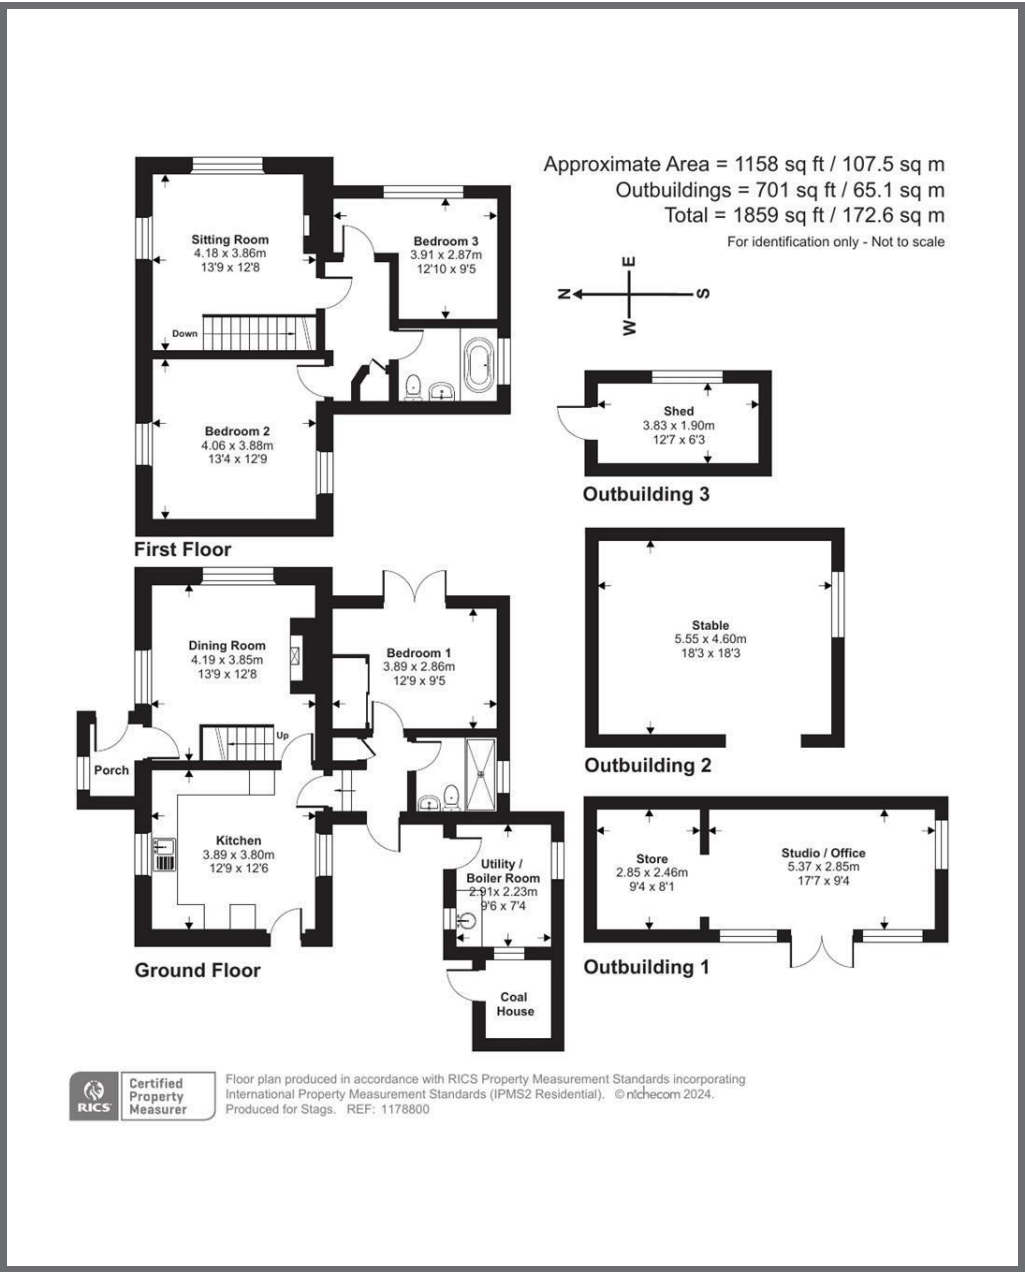 Approximate Area = 1158 sq ft / 107.5 sq m
Outbuildings = 701 sq ft / 65.1 sq m
Total = 1859 sq ft / 172.6 sq m
For identification only - Not to scale
N
E
S
W
Sitting Room
4.18 x 3.86m
13'9 x 12'8
Down
Bedroom 3
3.91 x 2.87m
12'10 x 9'5
Bedroom 2
4.06 x 3.88m
13'4 x 12'9
First Floor
Shed
3.83 x 1.90m
12'7 x 6'3
Outbuilding 3
Dining Room
4.19 x 3.85m
13'9 x 12'8
Up
Bedroom 1
3.89 x 2.86m
12'9 x 9'5
Porch
Kitchen
3.89 x 3.80m
12'9 x 12'6
Utility /
Boiler Room
2.91x 2.23m
9'6 x 7'4
Coal
House
Ground Floor
Stable
5.55 x 4.60m
18'3 x 18'3
Outbuilding 2
Store
2.85 x 2.46m
9'4 x 8'1
Studio / Office
5.37 x 2.85m
17'7 x 9'4
Outbuilding 1
RICS
Certified
Property
Measurer
Floor plan produced in accordance with RICS Property Measurement Standards incorporating
International Property Measurement Standards (IPMS2 Residential). © nichecom 2024.
Produced for Stags. REF: 1178800